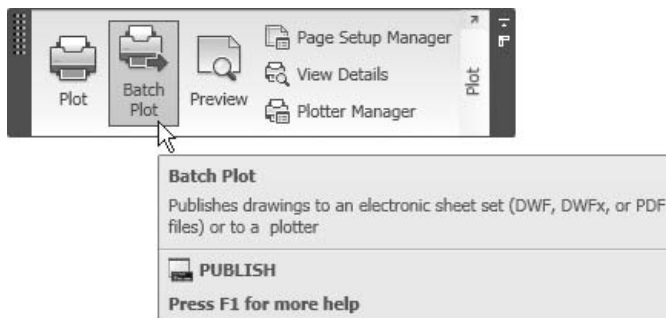 Plot
Batch
Plot
Preview
Page Setup Manager
View Details
Plotter Manager
Plot
Batch Plot
Publishes drawings to an electronic sheet set (DWF, DWFx, or PDF
files) or to a plotter
PUBLISH
Press F1 for more help